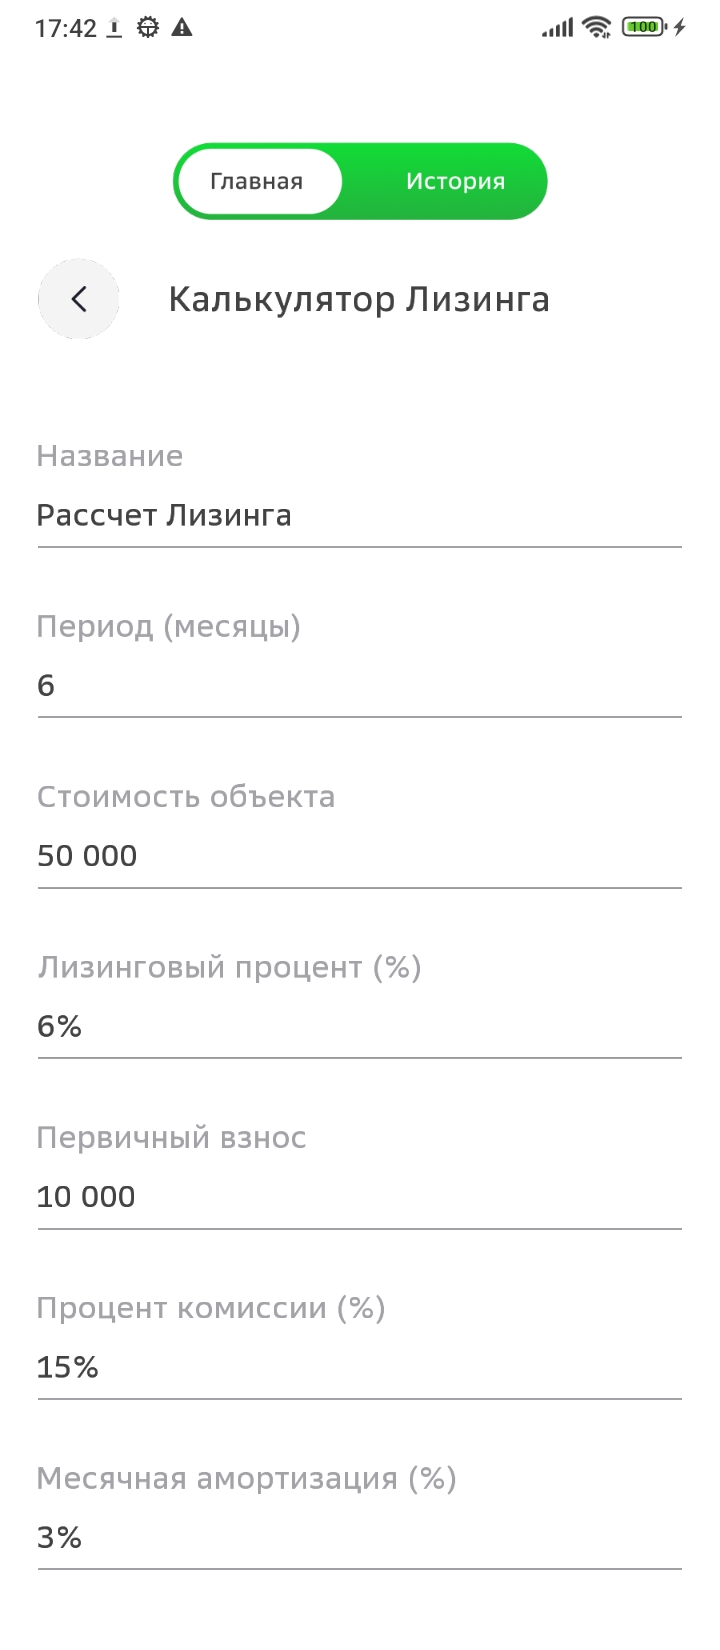 17:42
100
Главная
История
Калькулятор Лизинга
Название
Рассчет Лизинга
Период (месяцы)
6
Стоимость объекта
50 000
Лизинговый процент (%)
6%
Первичный взнос
10 000
Процент комиссии (%)
15%
Месячная амортизация (%)
3%